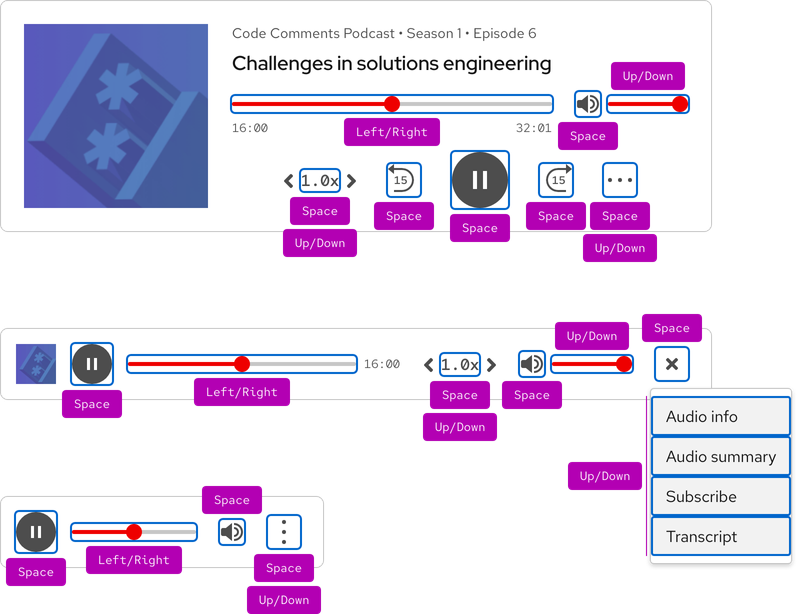 Code Comments Podcast • Season 1 • Episode 6
Challenges in solutions engineering
Up/Down
16:00
Left/Right
32:01
Space
1.0x
15
15
Space
Space
Space
Space
Space
Up/Down
Up/Down
Space
Up/Down
16:00
1.0x
Space
Left/Right
Space
Space
Up/Down
Audio info
Audio summary
Up/Down
Subscribe
Transcript
Space
Left/Right
Space
Space
Up/Down